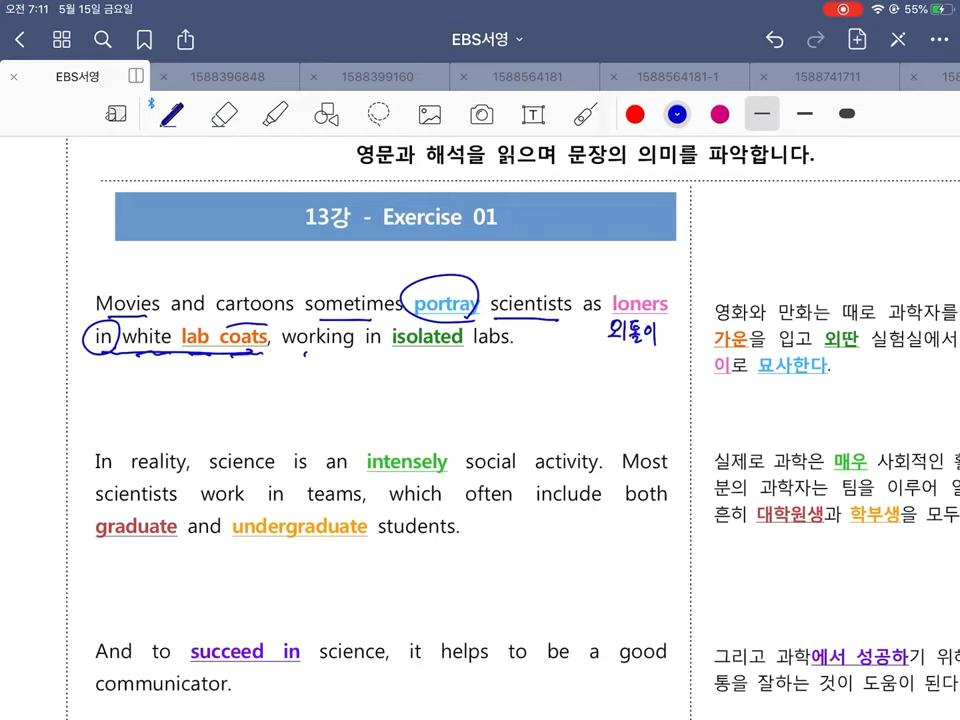 오전 7:11 5월 15일 금요일
55%
EBS서영
EBS서영
1588396848
1588399160
1588564181
1588564181-1
1588741711
영문과 해석을 읽으며 문장의 의미를 파악합니다.
13강 - Exercise 01
Movies and cartoons sometimes portray scientists as loners
in white lab coats, working in isolated labs.
외톨이
영화와 만화는 때로 과학자를
가운을 입고 외딴 실험실에서
이로 묘사한다.
In reality, science is an intensely social activity. Most
scientists work in teams, which often include both
graduate and undergraduate students.
실제로 과학은 매우 사회적인
분의 과학자는 팀을 이루어
흔히 대학원생과 학부생을 모두
And to succeed in science, it helps to be a good
communicator.
그리고 과학에서 성공하기
통을 잘하는 것이 도움이 된다